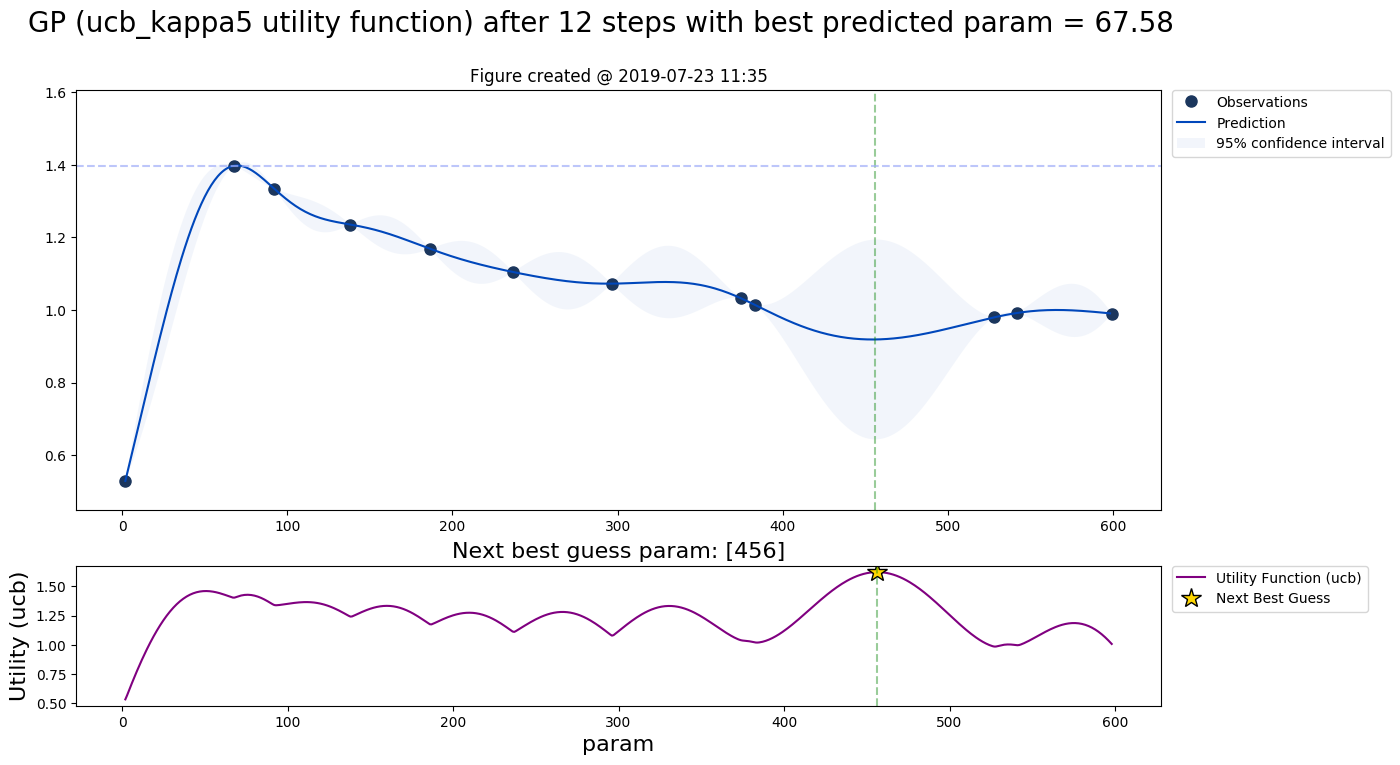 GP (ucb_kappa5 utility function) after 12 steps with best predicted param = 67.58
Figure created @ 2019-07-23 11:35
1.6
1.4
1.2
1.0
0.8
0.6
0 100 200 300 400 500 600
Observations
Prediction
95% confidence interval
Next best guess param: [456]
Utility (ucb)
1.50
1.25
1.00
0.75
0.50
0 100 200 300 400 500 600
param
Utility Function (ucb)
Next Best Guess